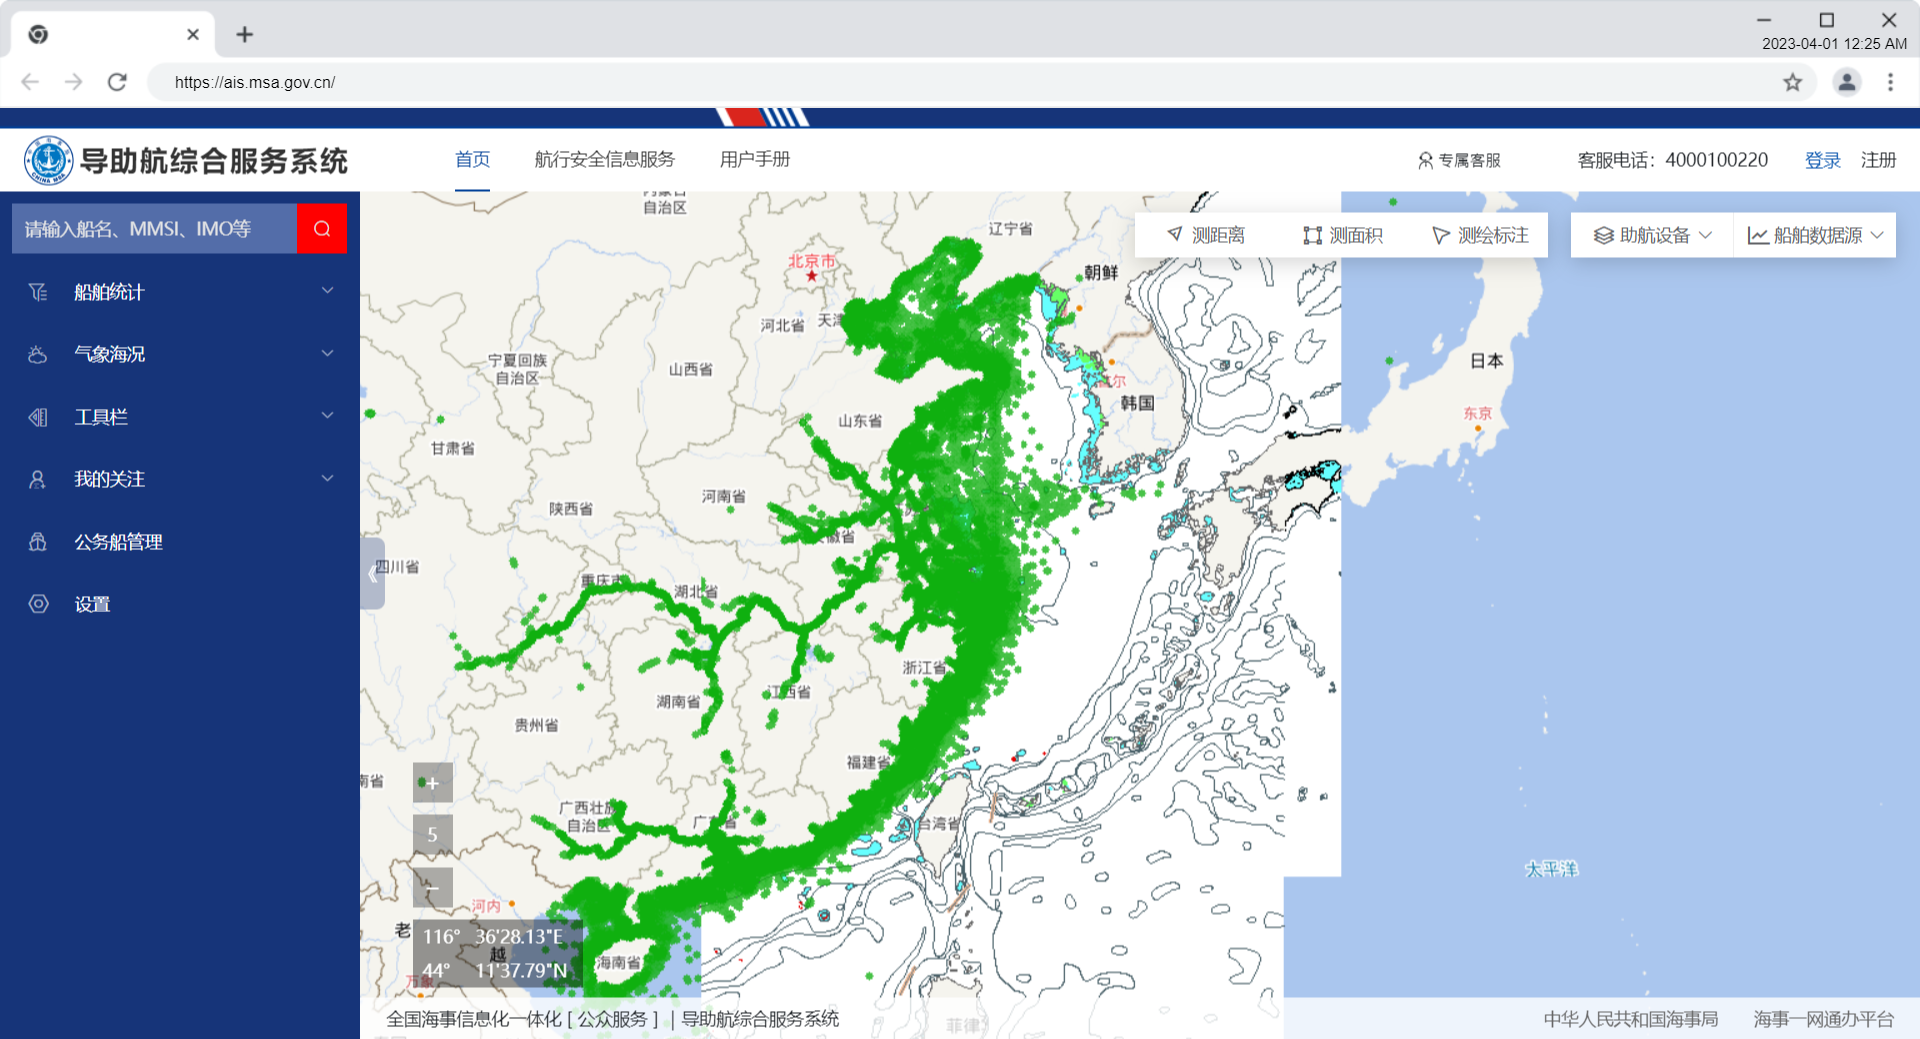 2023-04-01 12:25 AM
https://ais.msa.gov.cn/
导助航综合服务系统
首页
航行安全信息服务
用户手册
专属客服
客服电话：4000100220
登录
注册
请输入船名、MMSI、IMO等
船舶统计
气象海况
工具栏
我的关注
公务船管理
设置
测距离
测面积
测绘标注
助航设备
船舶数据源
自治区
辽宁省
北京市
朝鲜
河北省
天津
宁夏回族
自治区
山西省
日本
韩国
东京
山东省
甘肃省
河南省
陕西省
四川省
重庆市
湖北省
浙江省
江西省
湖南省
贵州省
福建省
南省
广西壮族
自治区
广东省
台湾省
太平洋
河内
老
越
海南省
万象
+
5
−
116° 36'28.13"E
44° 11'37.79"N
全国海事信息化一体化 [ 公众服务 ] | 导助航综合服务系统
菲律
中华人民共和国海事局
海事一网通办平台